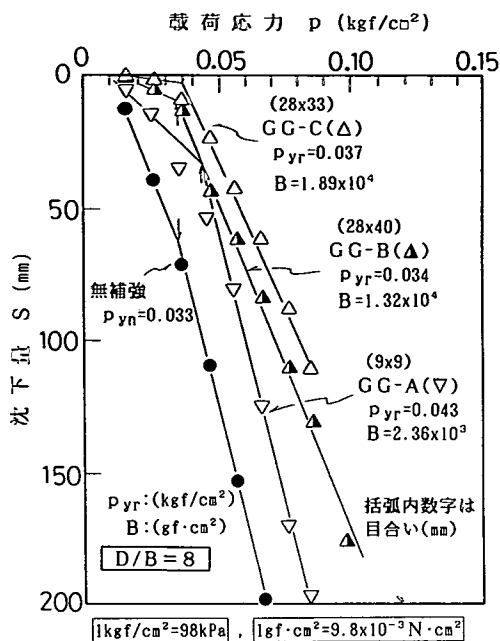 載荷応力 p (kgf/cm²)
0 0.05 0.10 0.15
0
50
100
150
200
沈下量 S (mm)
(28x33)
GG-C(△)
pyr=0.037
B=1.89x10⁴
(28x40)
GG-B(◮)
pyr=0.034
B=1.32x10⁴
(9x9)
GG-A(▽)
pyr=0.043
B=2.36x10³
無補強
pyn=0.033
pyr:(kgf/cm²)
B:(gf·cm²)
D/B=8
括弧内数字は
目合い(mm)
1kgf/cm²=98kPa, 1gf·cm²=9.8x10⁻³N·cm²